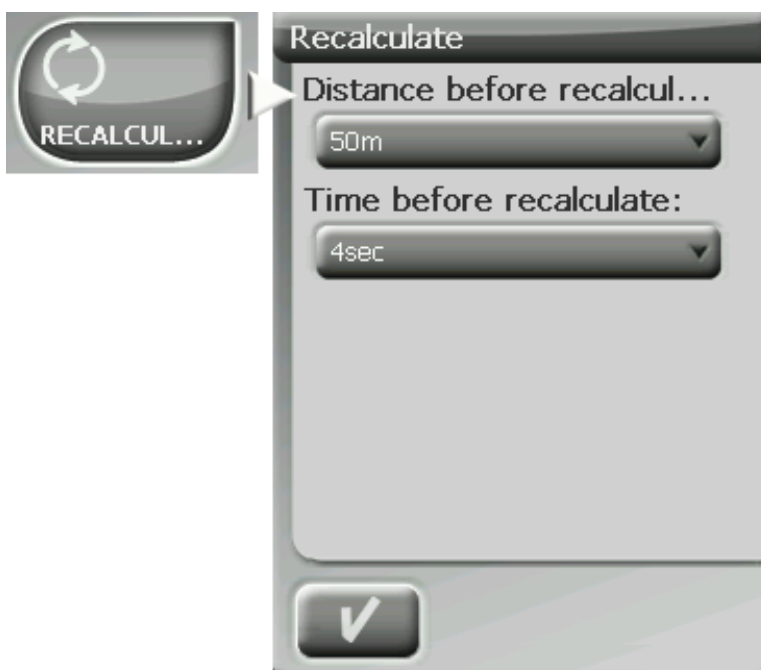 RECALCUL...
Recalculate
Distance before recalcul...
50m
Time before recalculate:
4sec